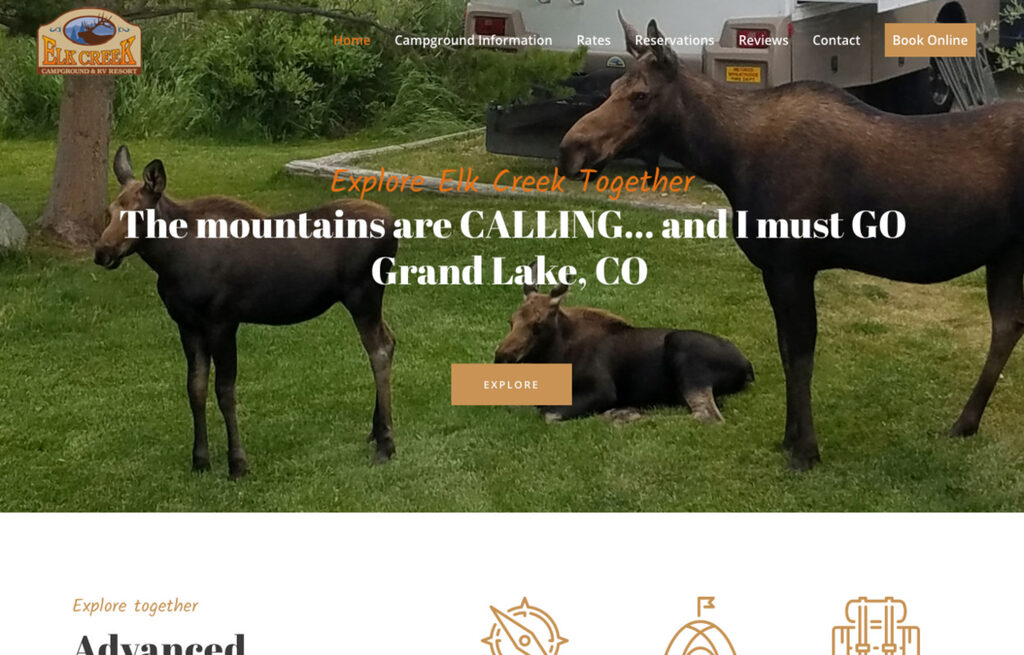 ELK CREEK
CAMPGROUND & RV RESORT
Home
Campground Information
Rates
Reservations
Reviews
Contact
Book Online
Explore Elk Creek Together
The mountains are CALLING... and I must GO
Grand Lake, CO
EXPLORE
Explore together
Advanced